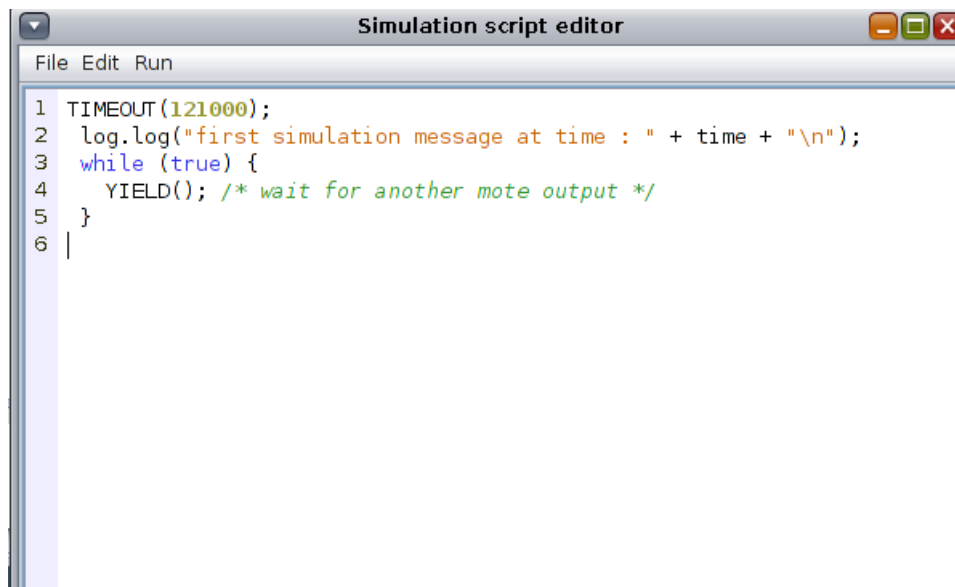 Simulation script editor
File Edit Run
1 TIMEOUT(121000);
2 log.log("first simulation message at time : " + time + "\n");
3 while (true) {
4 YIELD(); /* wait for another mote output */
5 }
6